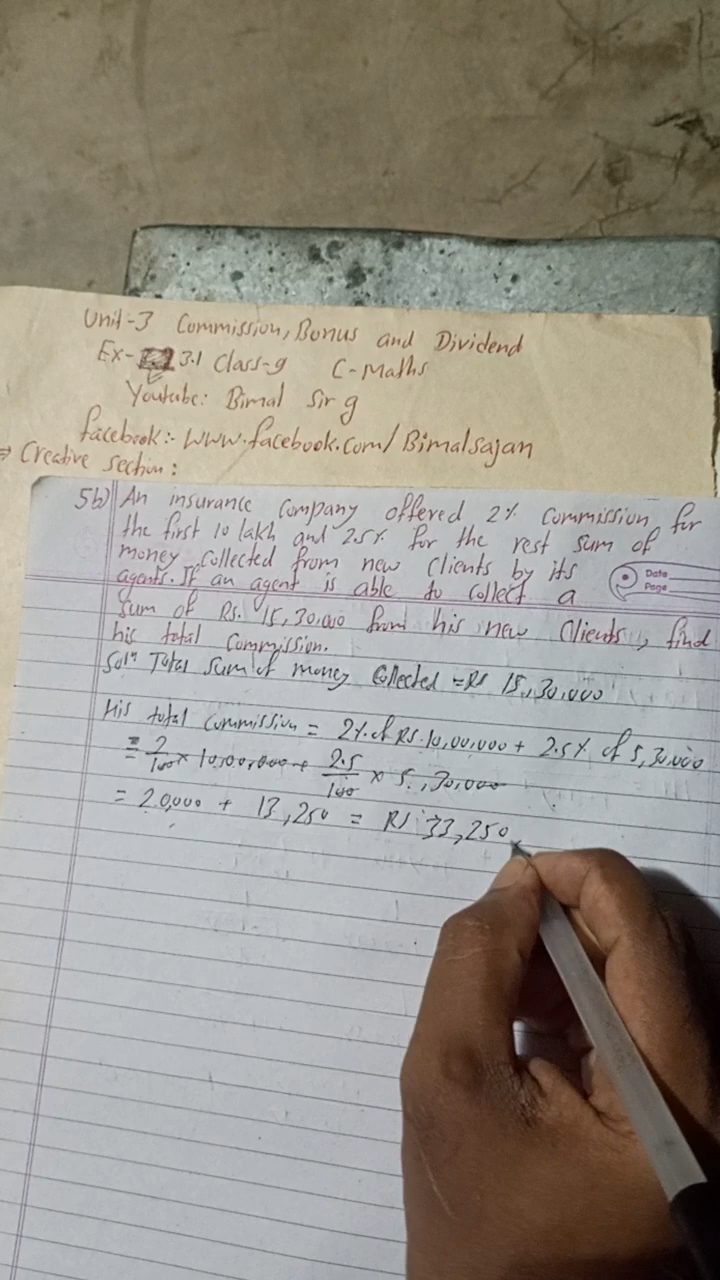 Unit-3 Commission, Bonus and Dividend
Ex- 3.1 Class-9 C-Maths
Youtube: Bimal Sir g
facebook:- www.facebook.com/Bimalsajan
⇒ Creative section:
5b) An insurance Company offered 2% Commission for
the first 10 lakh and 2.5% for the rest sum of
money collected from new Clients by its
agents. If an agent is able to collect a
Date
Page
sum of RS. 15,30,000 from his new Clients, find
his total Commission.
Solⁿ Total sum of money Collected = RS 15,30,000
His total Commission = 2% of RS. 10,00,000 + 2.5% of 5,30,000
= 2/100 × 10,00,000 + 2.5/100 × 5,30,000
= 20,000 + 13,250 = RS 33,250